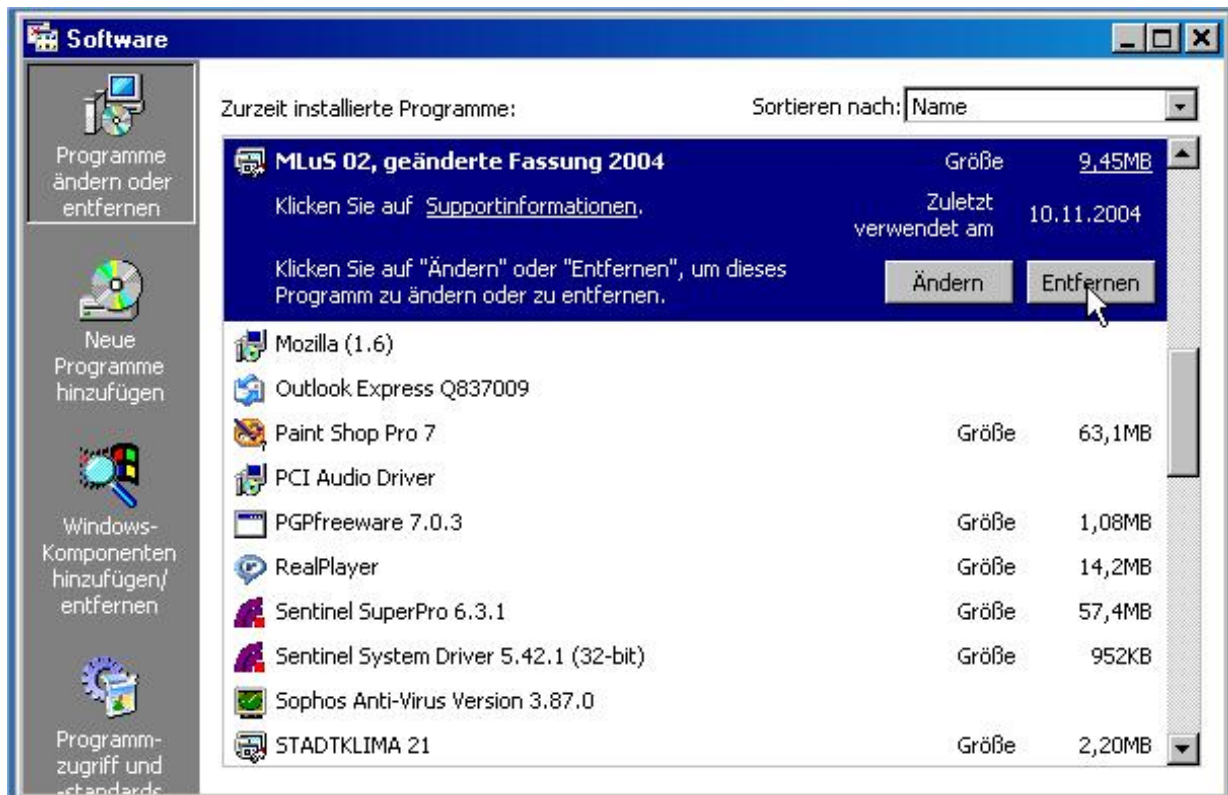 Software
Programme
ändern oder
entfernen
Neue
Programme
hinzufügen
Windows-
Komponenten
hinzufügen/
entfernen
Programm-
zugriff und
-standards
Zurzeit installierte Programme:
Sortieren nach: Name
MLuS 02, geänderte Fassung 2004 Größe 9,45MB
Klicken Sie auf Supportinformationen.
Zuletzt
verwendet am 10.11.2004
Klicken Sie auf "Ändern" oder "Entfernen", um dieses
Programm zu ändern oder zu entfernen.
Ändern Entfernen
Mozilla (1.6)
Outlook Express Q837009
Paint Shop Pro 7 Größe 63,1MB
PCI Audio Driver
PGPfreeware 7.0.3 Größe 1,08MB
RealPlayer Größe 14,2MB
Sentinel SuperPro 6.3.1 Größe 57,4MB
Sentinel System Driver 5.42.1 (32-bit) Größe 952KB
Sophos Anti-Virus Version 3.87.0
STADTKLIMA 21 Größe 2,20MB